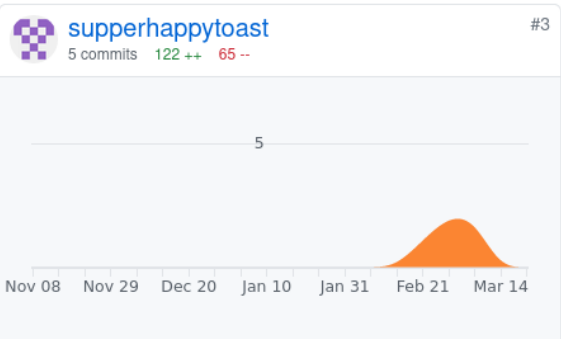 supperhappytoast #3
5 commits 122 ++ 65 --
5
Nov 08 Nov 29 Dec 20 Jan 10 Jan 31 Feb 21 Mar 14